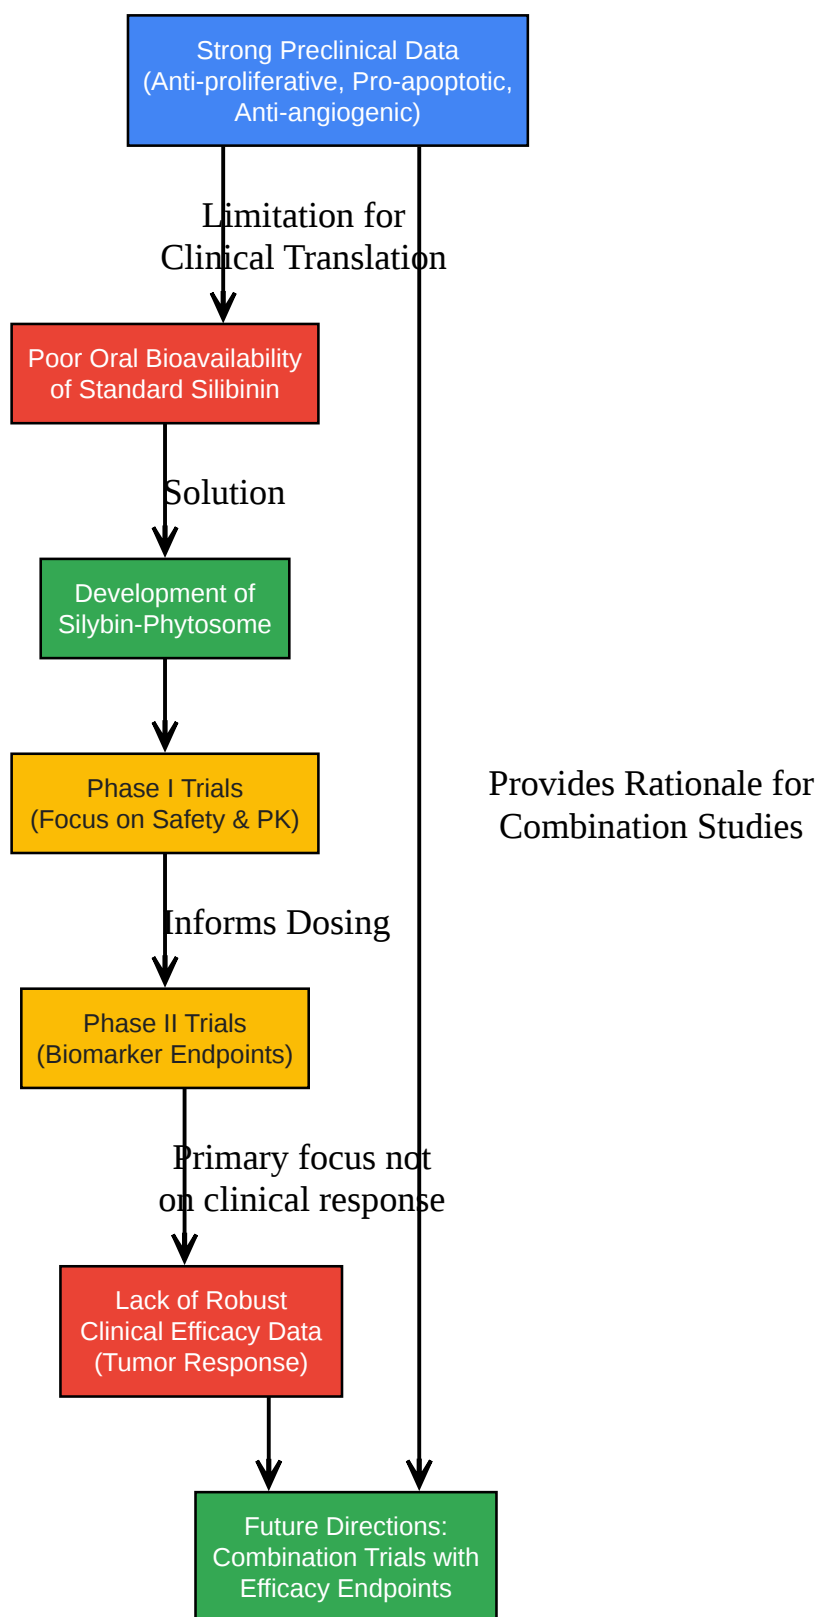 Strong Preclinical Data
(Anti-proliferative, Pro-apoptotic,
Anti-angiogenic)
Limitation for
Clinical Translation
Poor Oral Bioavailability
of Standard Silibinin
Solution
Development of
Silybin-Phytosome
Phase I Trials
(Focus on Safety & PK)
Provides Rationale for
Combination Studies
Informs Dosing
Phase II Trials
(Biomarker Endpoints)
Primary focus not
on clinical response
Lack of Robust
Clinical Efficacy Data
(Tumor Response)
Future Directions:
Combination Trials with
Efficacy Endpoints